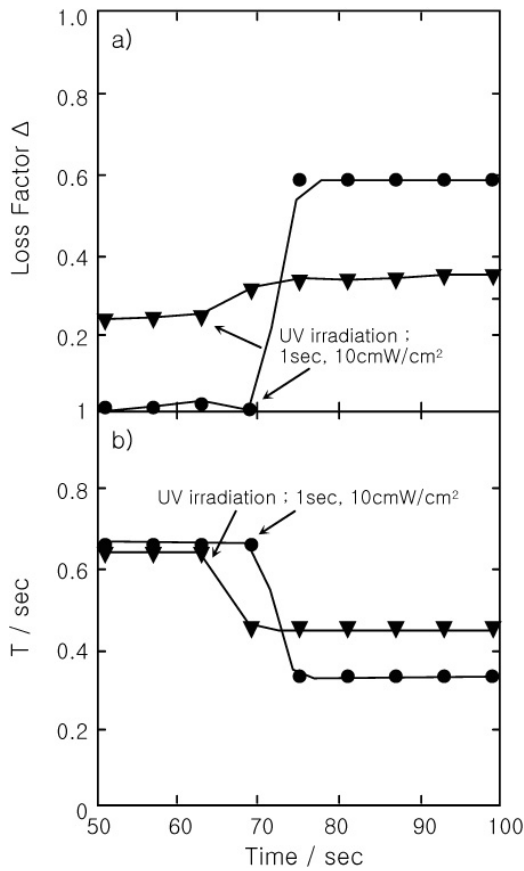 1.0
a)
0.8
0.6
0.4
0.2
Loss Factor Δ
UV irradiation ;
1sec, 10cmW/cm²
1
b)
0.8
UV irradiation ; 1sec, 10cmW/cm²
0.6
0.4
0.2
0
T / sec
50 60 70 80 90 100
Time / sec